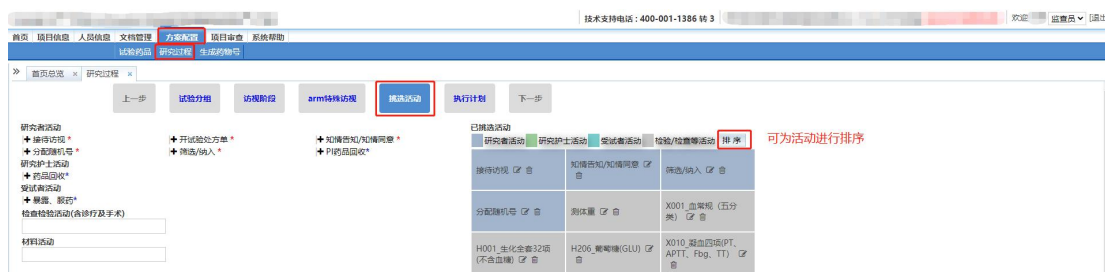 技术支持电话：400-001-1386 转 3
欢迎 监查员 [退出
首页 项目信息 人员信息 文档管理 方案配置 项目审查 系统帮助
试验药品 研究过程 生成药物号
» 首页总览 × 研究过程 ×
上一步 试验分组 访视阶段 arm特殊访视 挑选活动 执行计划 下一步
研究者活动
+ 接待访视 * + 开试验处方单 * + 知情告知/知情同意 *
+ 分配随机号 * + 筛选/纳入 * + PI药品回收*
研究护士活动
+ 药品回收*
受试者活动
+ 暴露、服药*
检查检验活动(含诊疗及手术)
材料活动
已挑选活动
研究者活动 研究护士活动 受试者活动 检验/检查等活动 排 序 可为活动进行排序
接待访视 知情告知/知情同意 筛选/纳入
分配随机号 测体重 X001_血常规（五分类）
H001_生化全套32项(不含血糖) H206_葡萄糖(GLU) X010_凝血四项(PT、APTT、Fbg、TT)